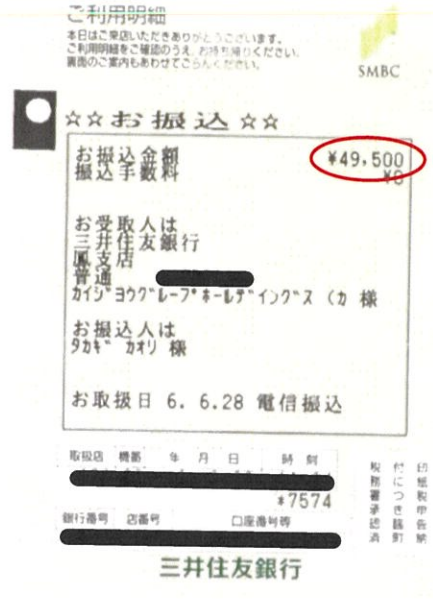 ご利用明細
本日はご来店いただきありがとうございます。
ご利用明細をご確認のうえ、お持ち帰りください。
裏面のご案内もあわせてごらんください。
SMBC
☆☆お振込☆☆
お振込金額 ¥49,500
振込手数料 ¥0
お受取人は
三井住友銀行
鳳支店
普通
カイジヨウグループホールデイングス（カ 様
お振込人は
タカギ カオリ 様
お取扱日 6. 6.28 電信振込
取扱店 機番 年 月 日 時 刻
*7574
銀行番号 店番号 口座番号等
三井住友銀行
印紙税申告納
付につき
税務署承認済